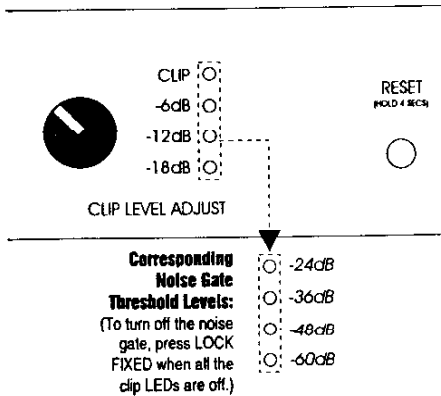 CLIP
-6dB
-12dB
-18dB
RESET
(HOLD 4 SECS)
CLIP LEVEL ADJUST
Corresponding
Noise Gate
Threshold Levels:
(To turn off the noise
gate, press LOCK
FIXED when all the
clip LEDs are off.)
-24dB
-36dB
-48dB
-60dB